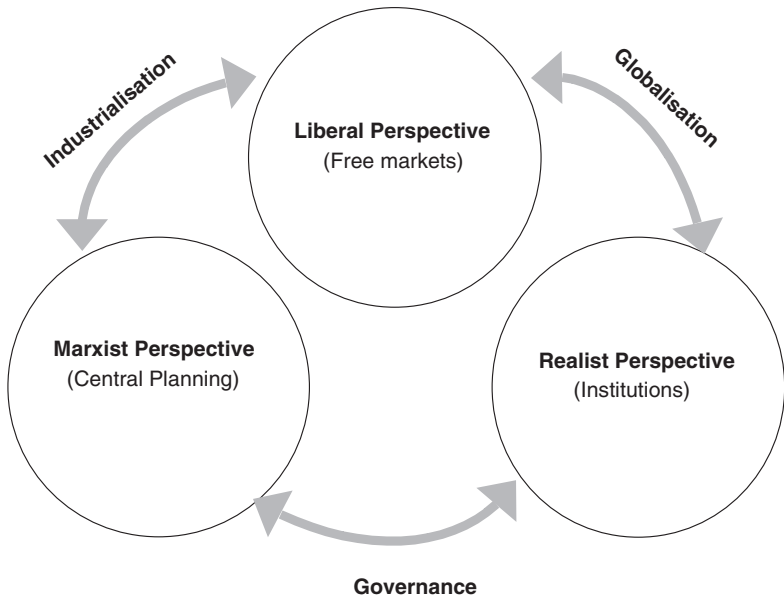 Industrialisation
Globalisation
Liberal Perspective
(Free markets)
Marxist Perspective
(Central Planning)
Realist Perspective
(Institutions)
Governance